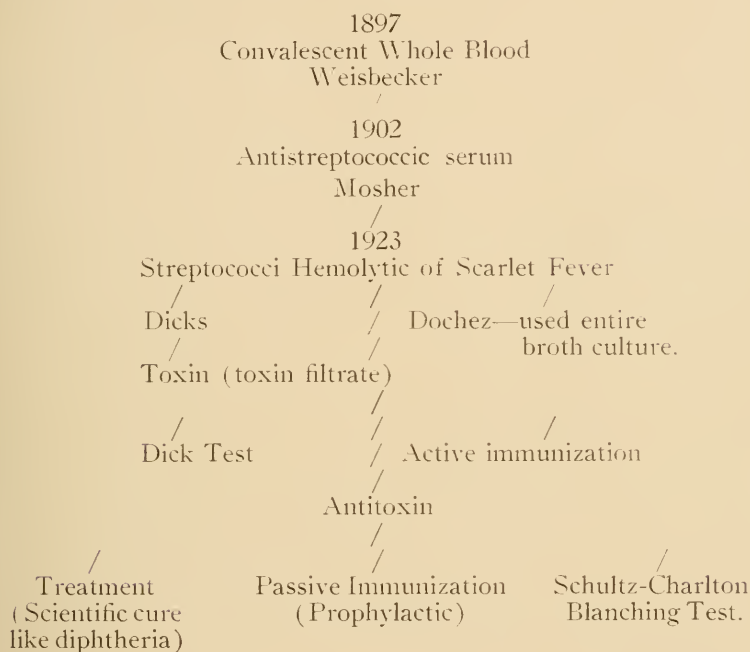 1897
Convalescent Whole Blood
Weisbecker
/
1902
Antistreptococcic serum
Mosher
/
1923
Streptococci Hemolytic of Scarlet Fever
/ / /
Dicks / Dochez—used entire
/ / broth culture.
Toxin (toxin filtrate)
/
/ / /
Dick Test / Active immunization
/
Antitoxin
/
/ / /
Treatment Passive Immunization Schultz-Charlton
(Scientific cure (Prophylactic) Blanching Test.
like diphtheria)